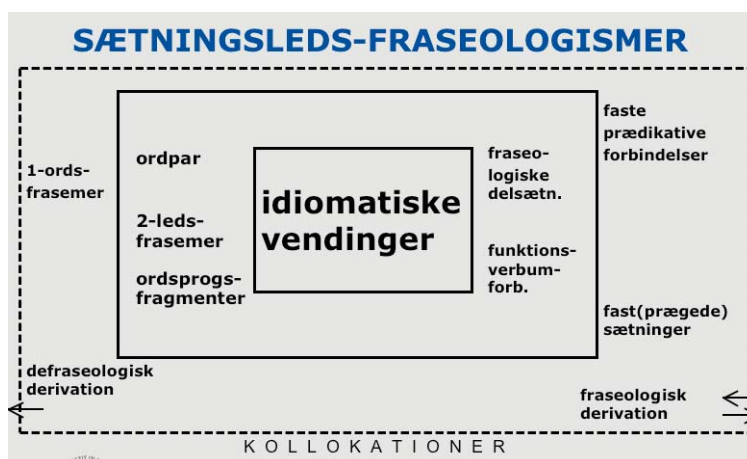 SÆTNINGSLEDS-FRASEOLOGISMER
1-ords-
frasemer
ordpar
2-leds-
frasemer
ordsprogs-
fragmenter
idiomatiske
vendinger
fraseo-
logiske
delsætn.
funktions-
verbum-
forb.
faste
prædikative
forbindelser
fast(prægede)
sætninger
defraseologisk
derivation
fraseologisk
derivation
KOLLOKATIONER